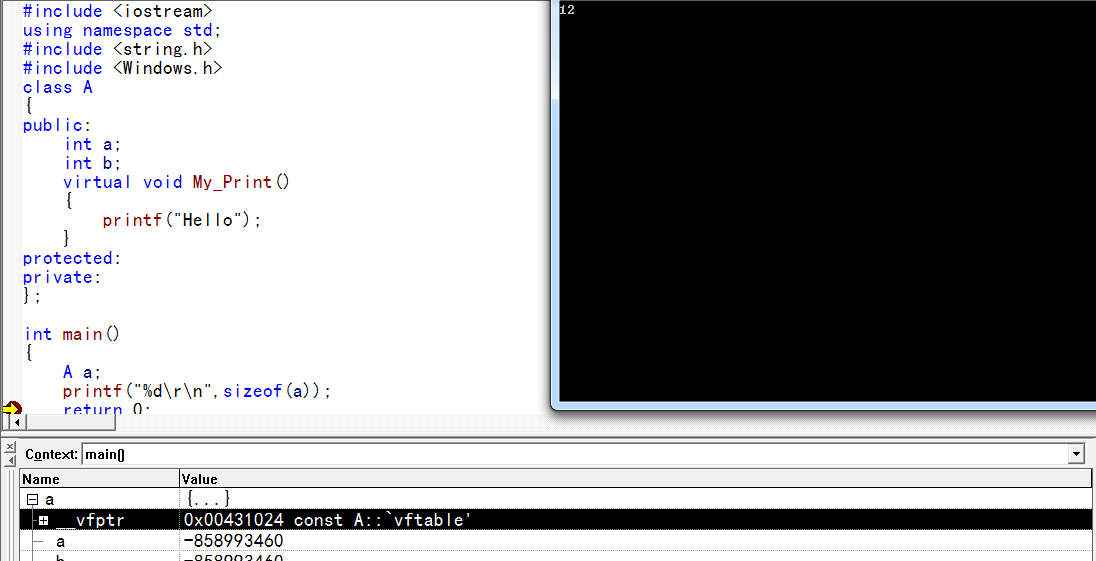 #include <iostream>
using namespace std;
#include <string.h>
#include <Windows.h>
class A
{
public:
    int a;
    int b;
    virtual void My_Print()
    {
        printf("Hello");
    }
protected:
private:
};
int main()
{
    A a;
    printf("%d\r\n",sizeof(a));
    return 0;
12
Context: main()
Name Value
a {...}
__vfptr 0x00431024 const A::`vftable'
a -858993460
b -858993460